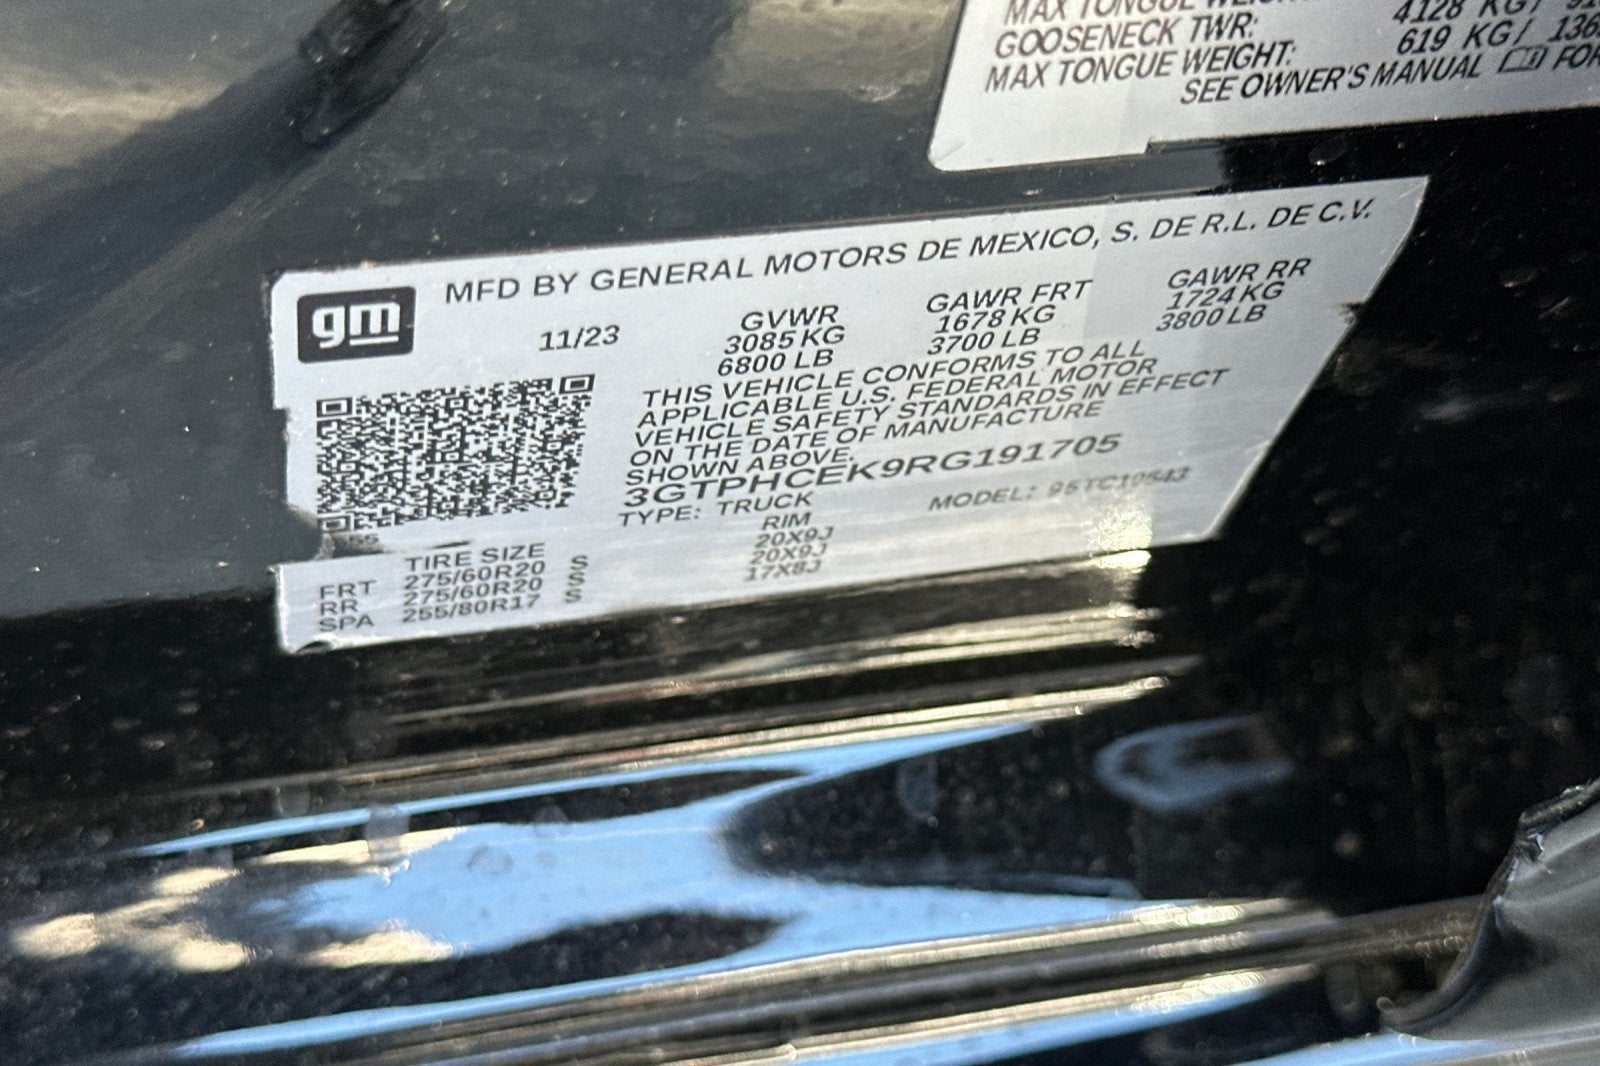 MAX TONGUE WEIGHT:
GOOSENECK TWR: 4128 KG/
MAX TONGUE WEIGHT: 619 KG/
SEE OWNER'S MANUAL FOR
gm
MFD BY GENERAL MOTORS DE MEXICO, S. DE R.L. DE C.V.
11/23 GVWR GAWR FRT GAWR RR
3085 KG 1678 KG 1724 KG
6800 LB 3700 LB 3800 LB
THIS VEHICLE CONFORMS TO ALL
APPLICABLE U.S. FEDERAL MOTOR
VEHICLE SAFETY STANDARDS IN EFFECT
ON THE DATE OF MANUFACTURE
SHOWN ABOVE.
3GTPHCEK9RG191705
TYPE: TRUCK MODEL: 95TC10543
TIRE SIZE RIM
FRT 275/60R20 S 20X9J
RR 275/60R20 S 20X9J
SPA 255/80R17 S 17X8J